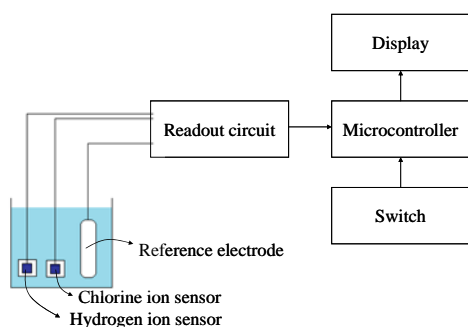 Display
Readout circuit
Microcontroller
Switch
Reference electrode
Chlorine ion sensor
Hydrogen ion sensor